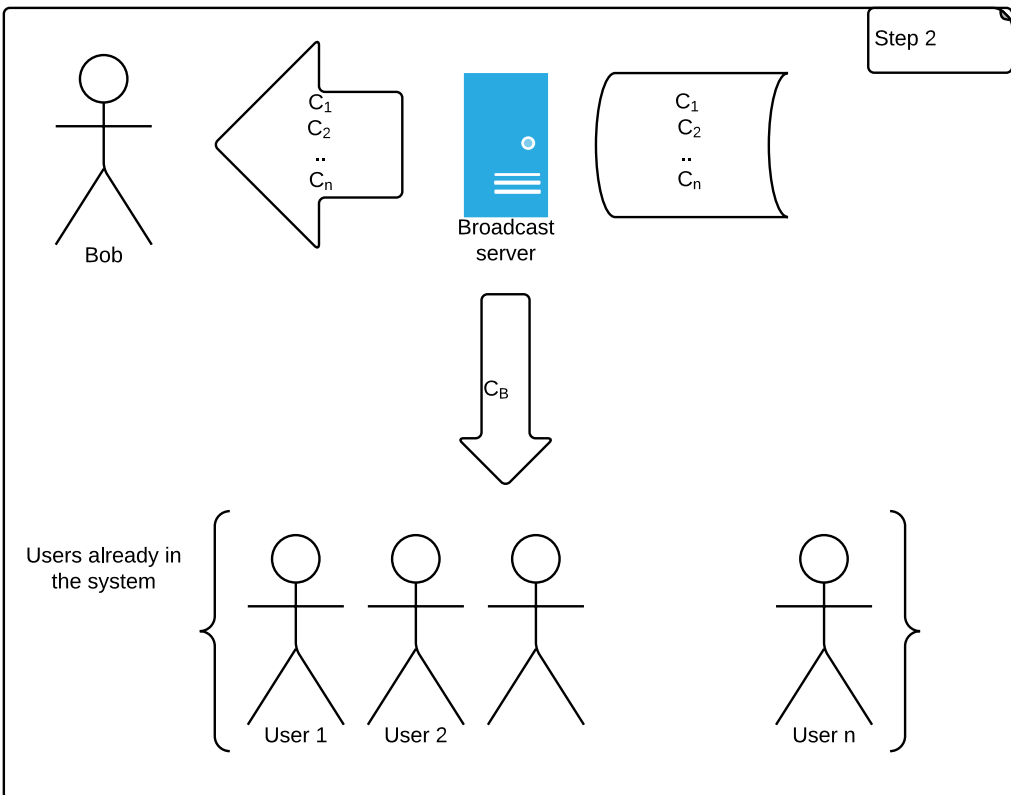 Step 2
C₁
C₂
..
Cₙ
C₁
C₂
..
Cₙ
Broadcast
server
Bob
C_B
Users already in
the system
User 1
User 2
User n